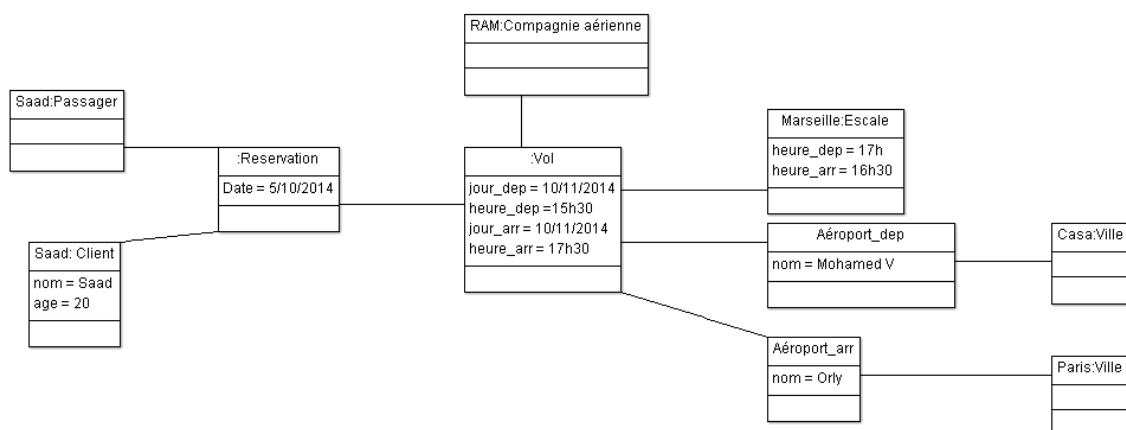 RAM:Compagnie aérienne
Saad:Passager
:Reservation
Date = 5/10/2014
Saad: Client
nom = Saad
age = 20
:Vol
jour_dep = 10/11/2014
heure_dep =15h30
jour_arr = 10/11/2014
heure_arr = 17h30
Marseille:Escale
heure_dep = 17h
heure_arr = 16h30
Aéroport_dep
nom = Mohamed V
Casa:Ville
Aéroport_arr
nom = Orly
Paris:Ville